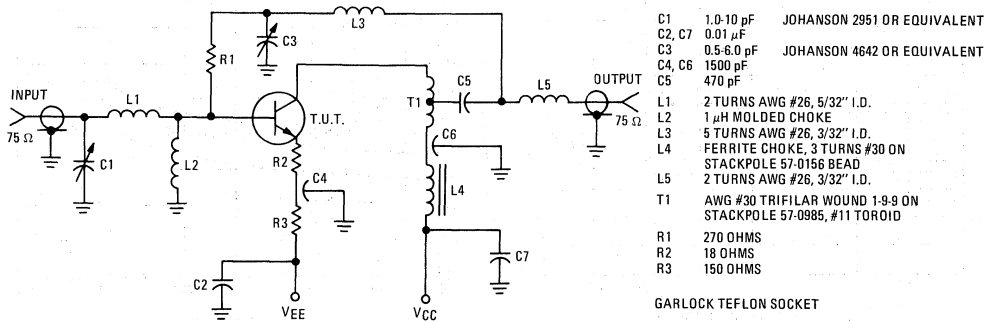 L3
C3
R1
INPUT
L1
75 Ω
C1
L2
T.U.T.
R2
C4
R3
C2
VEE
T1
C5
L5
OUTPUT
75 Ω
C6
L4
C7
VCC
C1 1.0-10 pF JOHANSON 2951 OR EQUIVALENT
C2, C7 0.01 μF
C3 0.5-6.0 pF JOHANSON 4642 OR EQUIVALENT
C4, C6 1500 pF
C5 470 pF
L1 2 TURNS AWG #26, 5/32" I.D.
L2 1 μH MOLDED CHOKE
L3 5 TURNS AWG #26, 3/32" I.D.
L4 FERRITE CHOKE, 3 TURNS #30 ON
STACKPOLE 57-0156 BEAD
L5 2 TURNS AWG #26, 3/32" I.D.
T1 AWG #30 TRIFILAR WOUND 1-9-9 ON
STACKPOLE 57-0985, #11 TOROID
R1 270 OHMS
R2 18 OHMS
R3 150 OHMS
GARLOCK TEFLON SOCKET